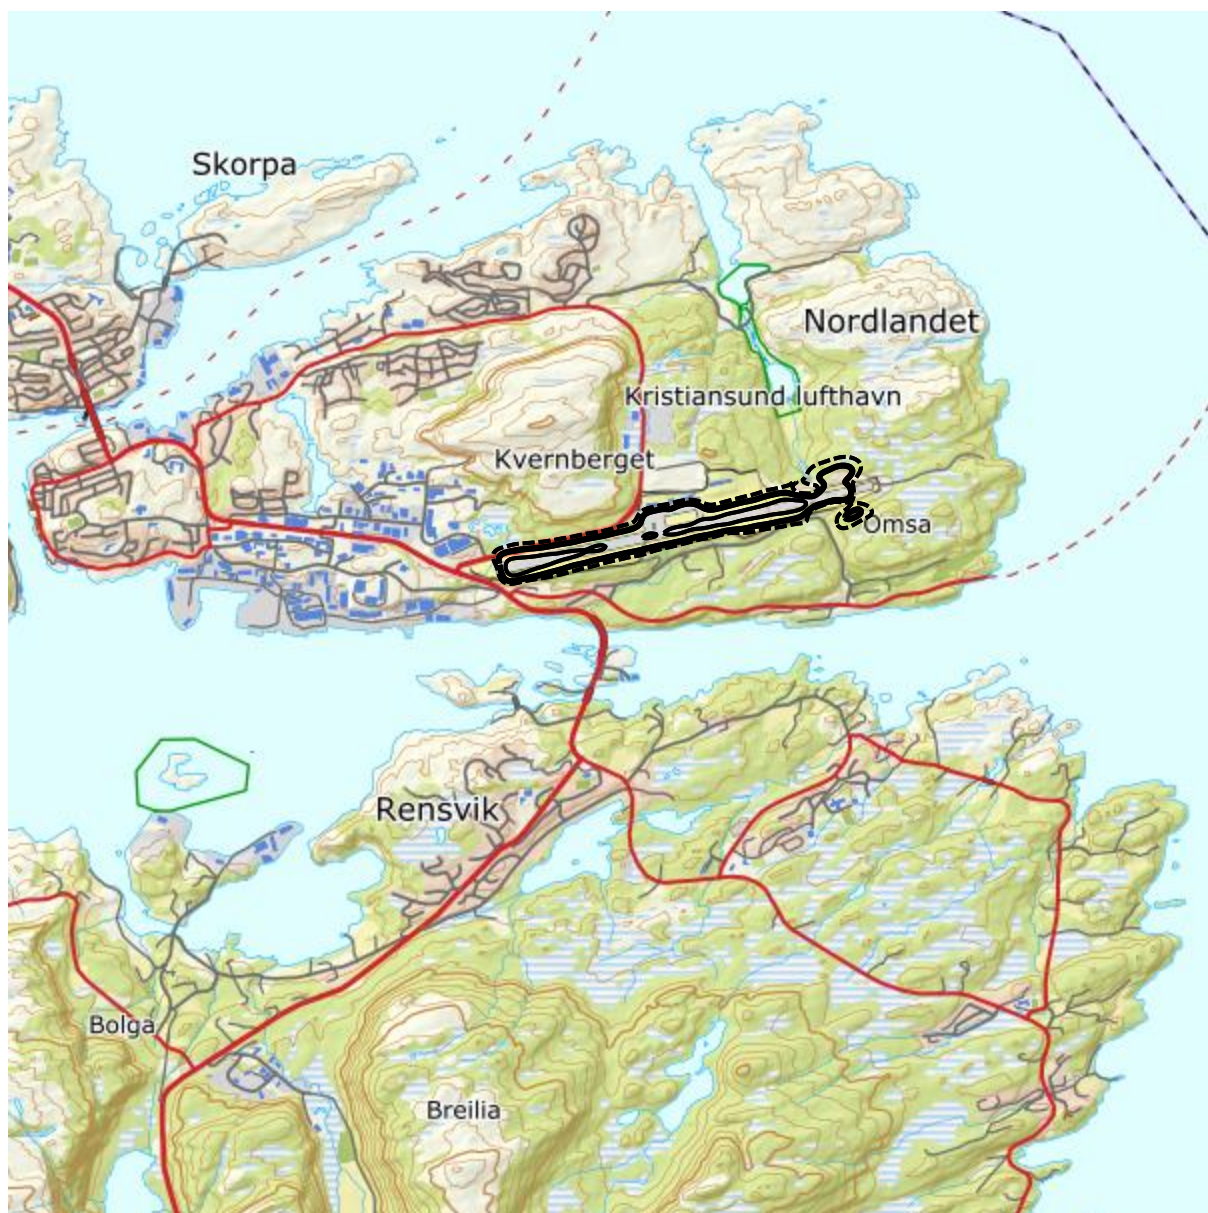 Skorpa
Nordlandet
Kristiansund lufthavn
Kvernberget
Omsa
Rensvik
Bolga
Breilia